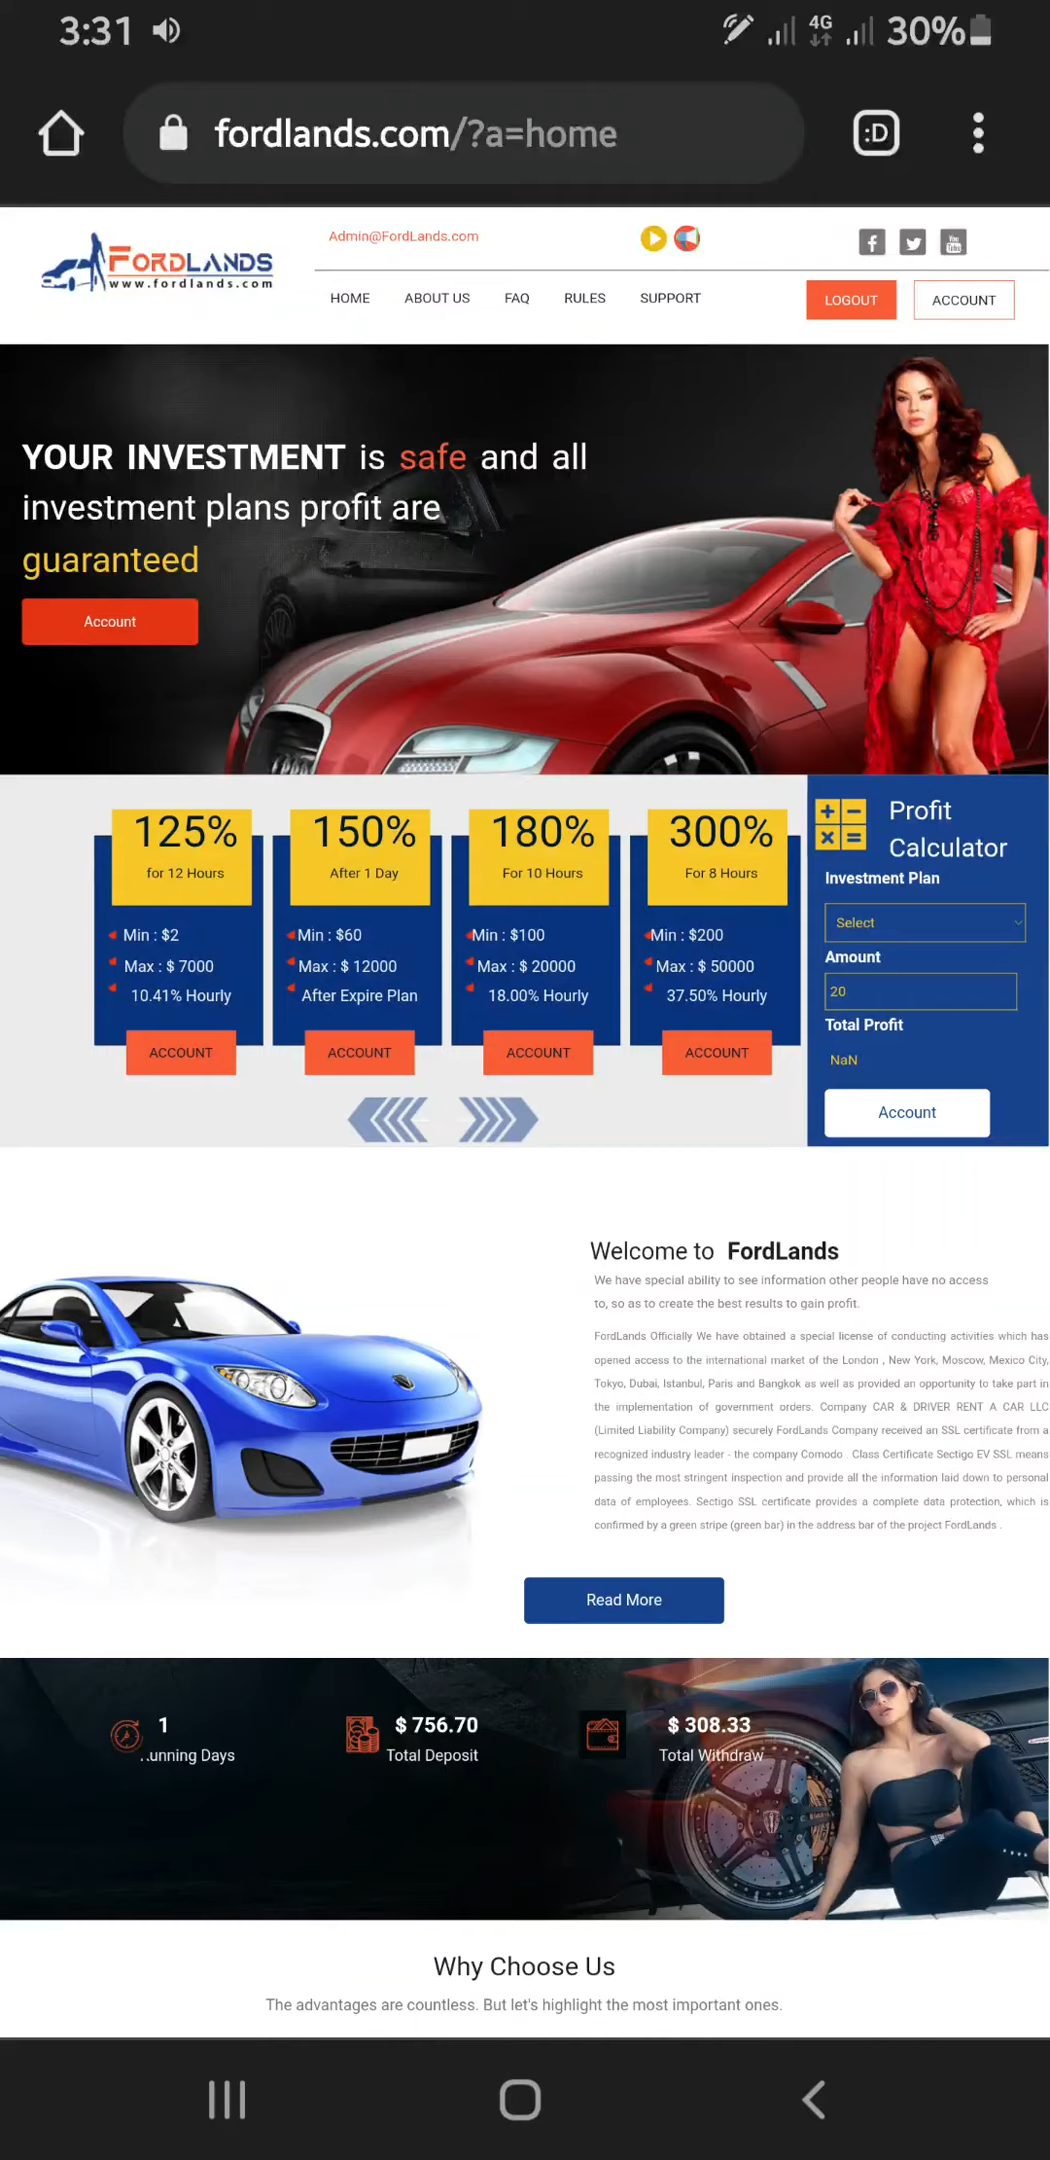 3:31 4G 30%
fordlands.com/?a=home :D
Admin@FordLands.com
FORDLANDS
www.fordlands.com
You
Tube
HOME ABOUT US FAQ RULES SUPPORT LOGOUT ACCOUNT
YOUR INVESTMENT is safe and all
investment plans profit are
guaranteed
Account
125%
for 12 Hours
Min : $2
Max : $ 7000
10.41% Hourly
ACCOUNT
150%
After 1 Day
Min : $60
Max : $ 12000
After Expire Plan
ACCOUNT
180%
For 10 Hours
Min : $100
Max : $ 20000
18.00% Hourly
ACCOUNT
300%
For 8 Hours
Min : $200
Max : $ 50000
37.50% Hourly
ACCOUNT
Profit
Calculator
Investment Plan
Select
Amount
20
Total Profit
NaN
Account
Welcome to FordLands
We have special ability to see information other people have no access
to, so as to create the best results to gain profit.
FordLands Officially We have obtained a special license of conducting activities which has
opened access to the international market of the London , New York, Moscow, Mexico City,
Tokyo, Dubai, Istanbul, Paris and Bangkok as well as provided an opportunity to take part in
the implementation of government orders. Company CAR & DRIVER RENT A CAR LLC
(Limited Liability Company) securely FordLands Company received an SSL certificate from a
recognized industry leader - the company Comodo . Class Certificate Sectigo EV SSL means
passing the most stringent inspection and provide all the information laid down to personal
data of employees. Sectigo SSL certificate provides a complete data protection, which is
confirmed by a green stripe (green bar) in the address bar of the project FordLands .
Read More
1
..unning Days
$ 756.70
Total Deposit
$ 308.33
Total Withdraw
Why Choose Us
The advantages are countless. But let's highlight the most important ones.